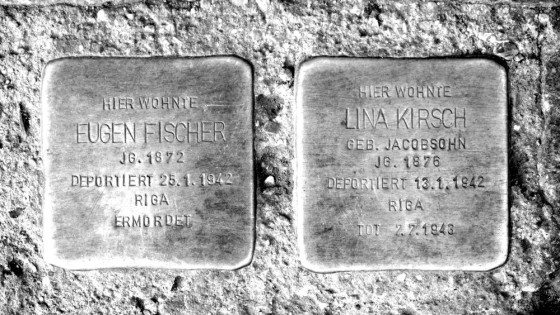 HIER WOHNTE
EUGEN FISCHER
JG. 1872
DEPORTIERT 25.1.1942
RIGA
ERMORDET
HIER WOHNTE
LINA KIRSCH
GEB. JACOBSOHN
JG. 1876
DEPORTIERT 13.1.1942
RIGA
TOT 2.7.1943